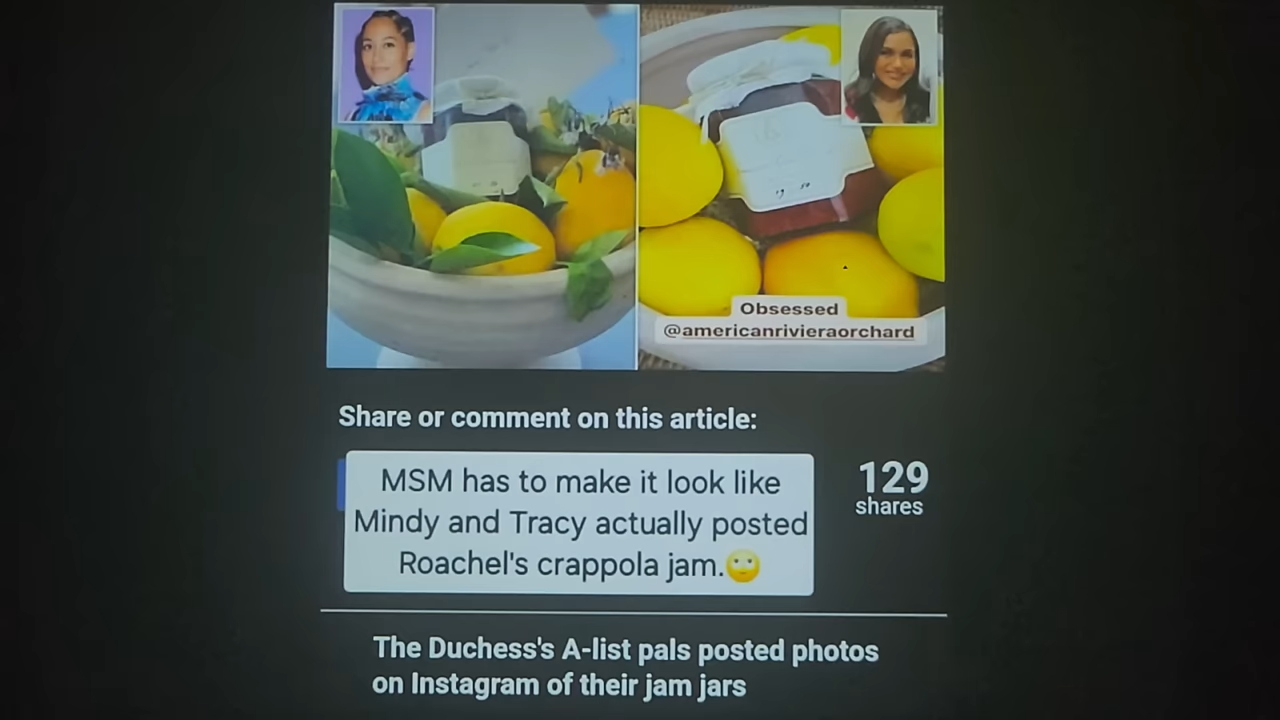 Obsessed
@americanrivieraorchard
Share or comment on this article:
MSM has to make it look like
Mindy and Tracy actually posted
Roachel's crappola jam.🙄
129
shares
The Duchess's A-list pals posted photos
on Instagram of their jam jars